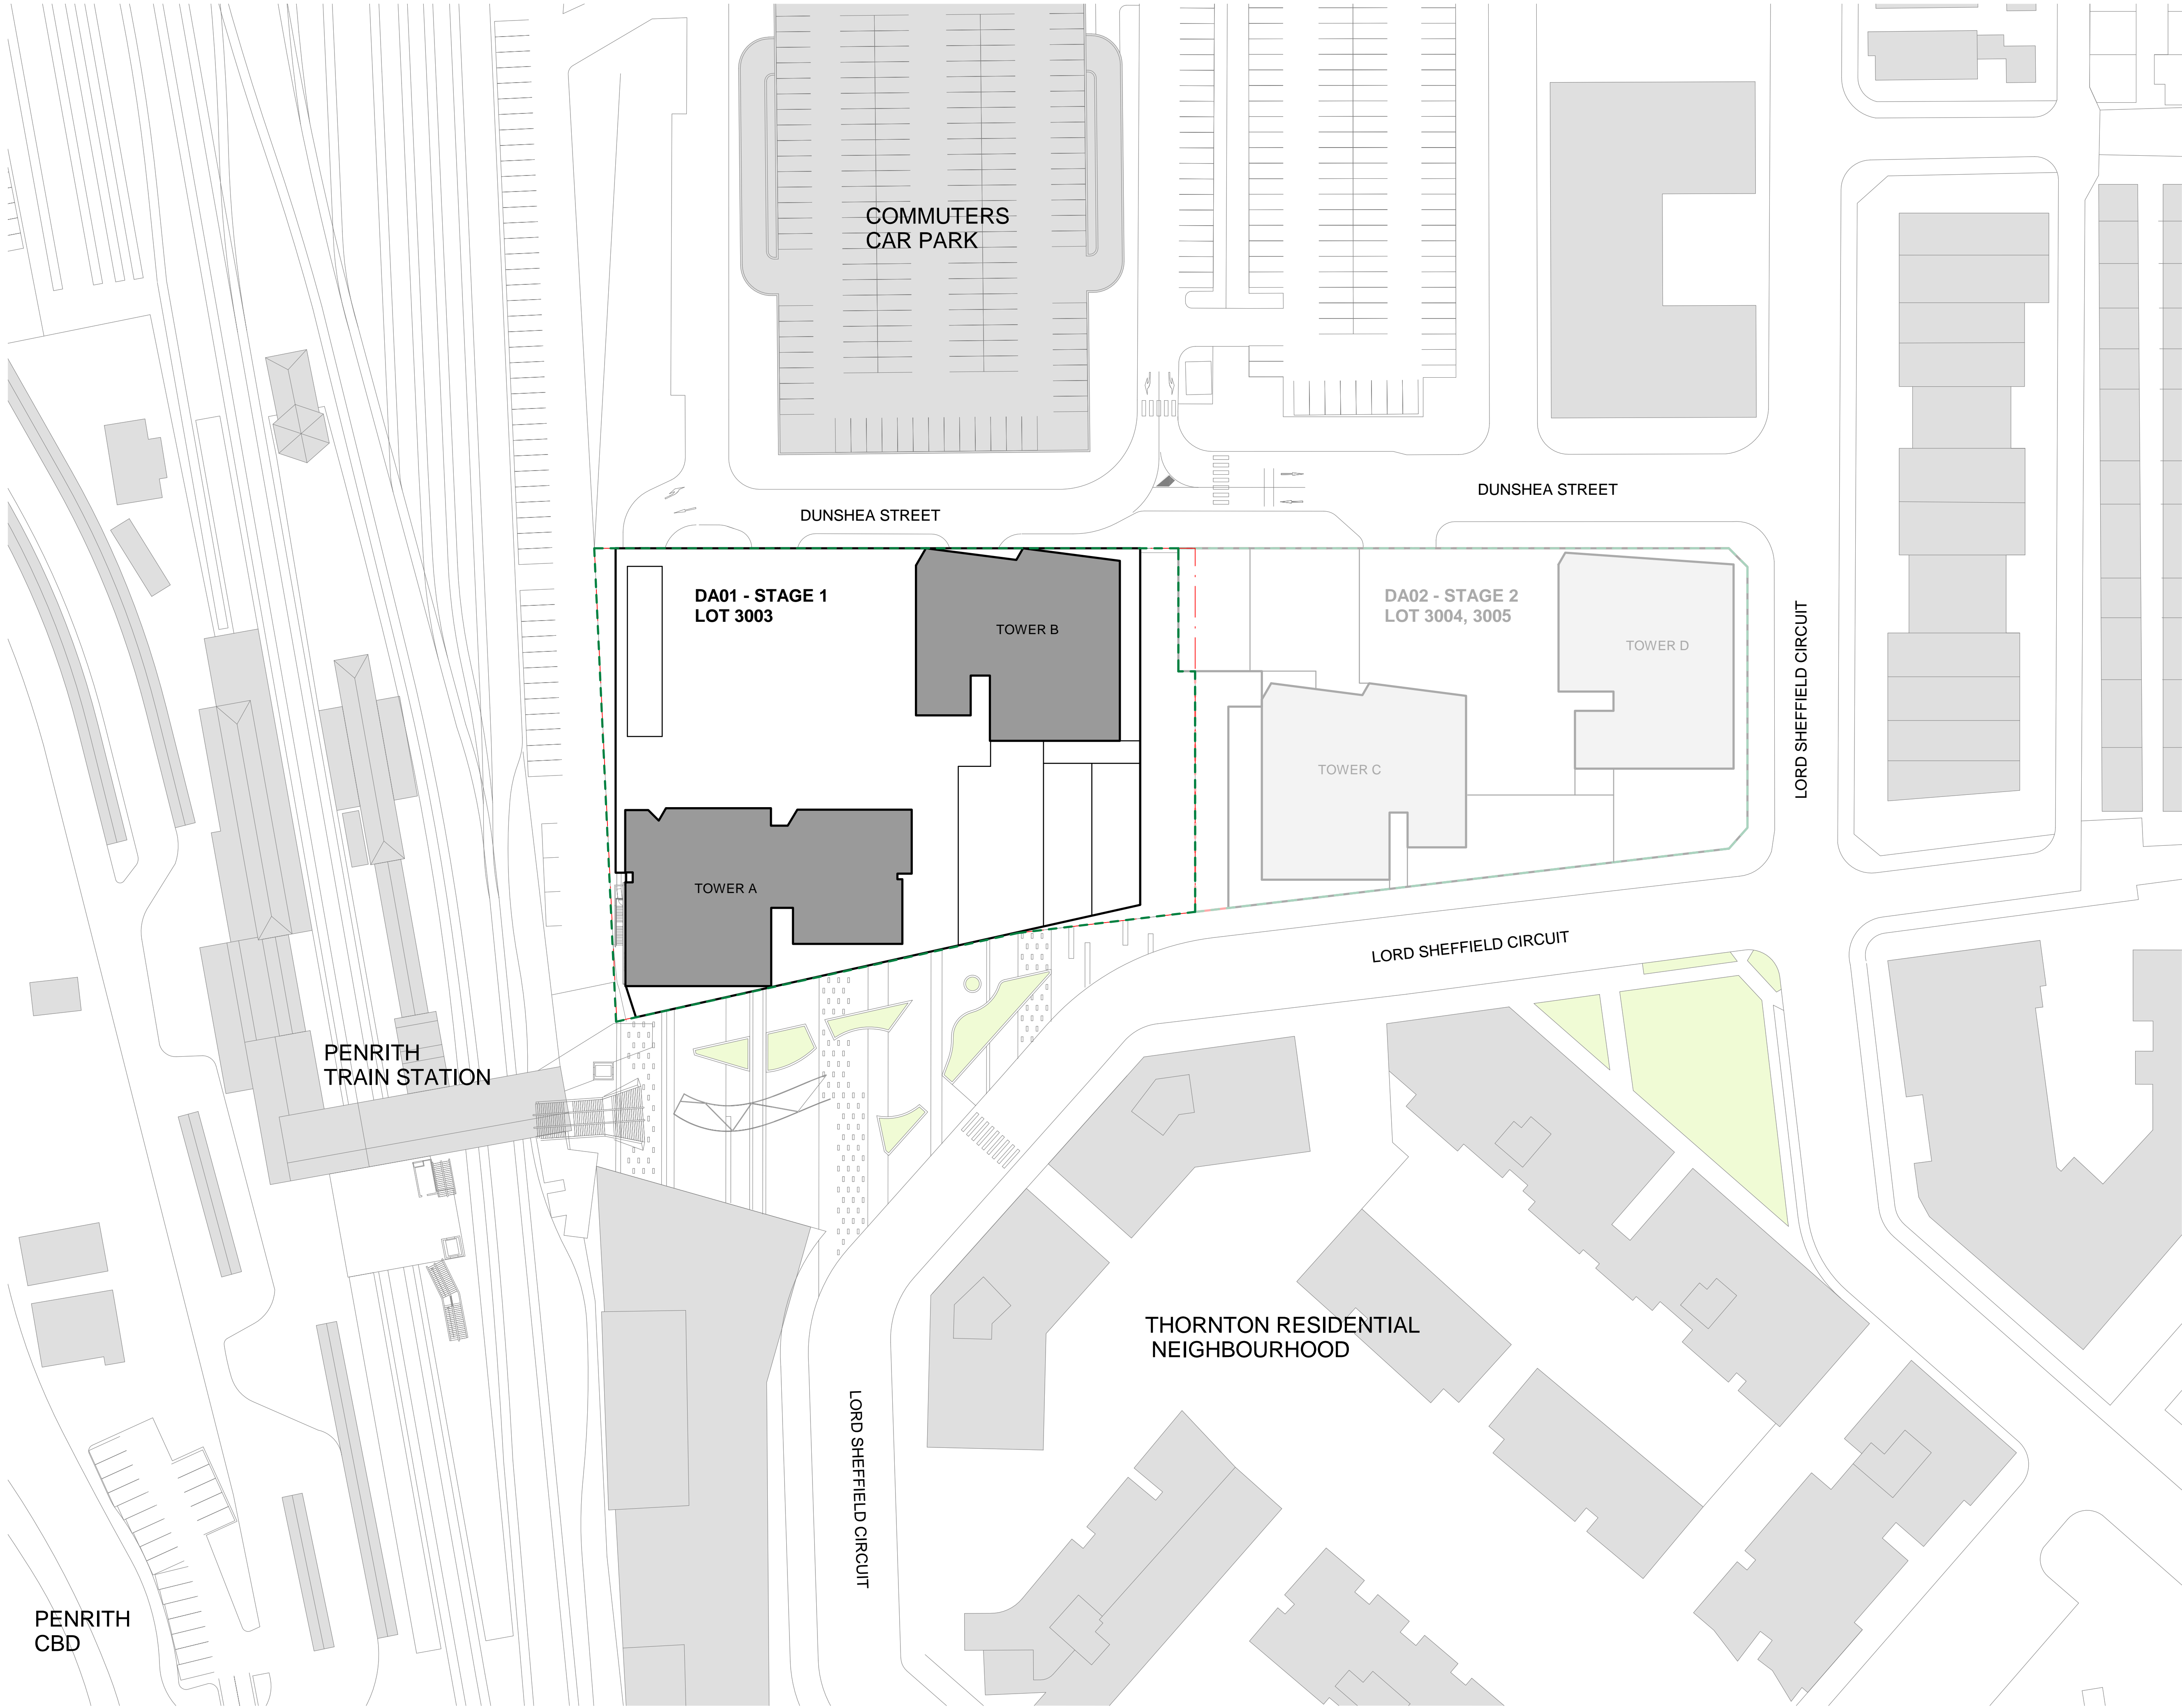 COMMUTERS
CAR PARK
DUNSHEA STREET
DUNSHEA STREET
DA01 - STAGE 1
LOT 3003
TOWER B
DA02 - STAGE 2
LOT 3004, 3005
TOWER D
LORD SHEFFIELD CIRCUIT
TOWER C
TOWER A
LORD SHEFFIELD CIRCUIT
PENRITH
TRAIN STATION
THORNTON RESIDENTIAL
NEIGHBOURHOOD
LORD SHEFFIELD CIRCUIT
PENRITH
CBD